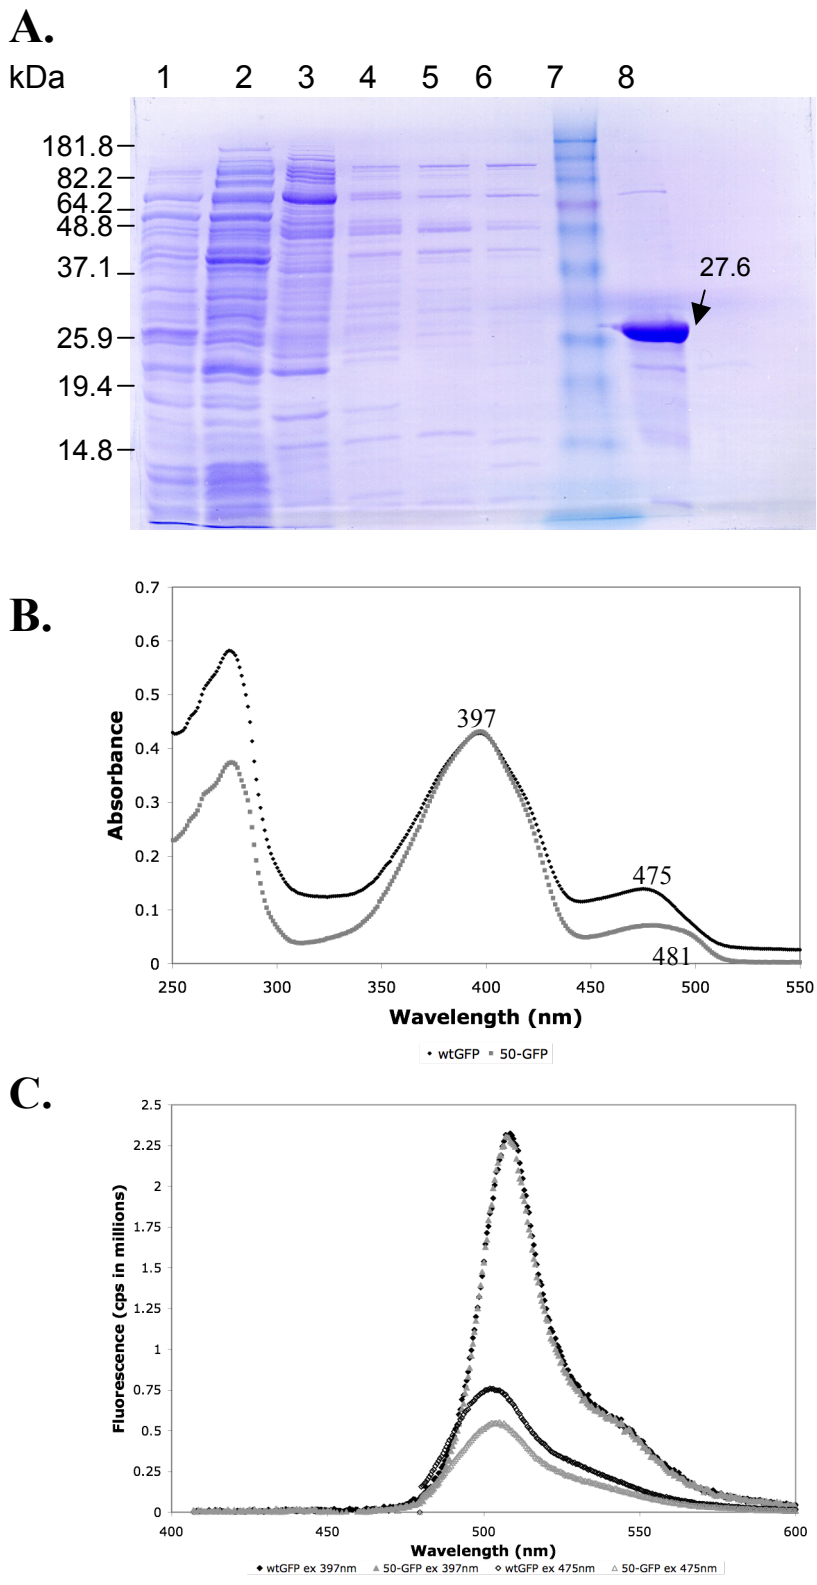 A.
kDa 1 2 3 4 5 6 7 8
181.8
82.2
64.2
48.8
37.1
27.6
25.9
19.4
14.8
B.
0.7
0.6
0.5
0.4
0.3
0.2
0.1
0
Absorbance
397
475
481
250 300 350 400 450 500 550
Wavelength (nm)
wtGFP 50-GFP
C.
2.5
2.25
2
1.75
1.5
1.25
1
0.75
0.5
0.25
0
Fluorescence (cps in millions)
400 450 500 550 600
Wavelength (nm)
wtGFP ex 397nm 50-GFP ex 397nm wtGFP ex 475nm 50-GFP ex 475nm